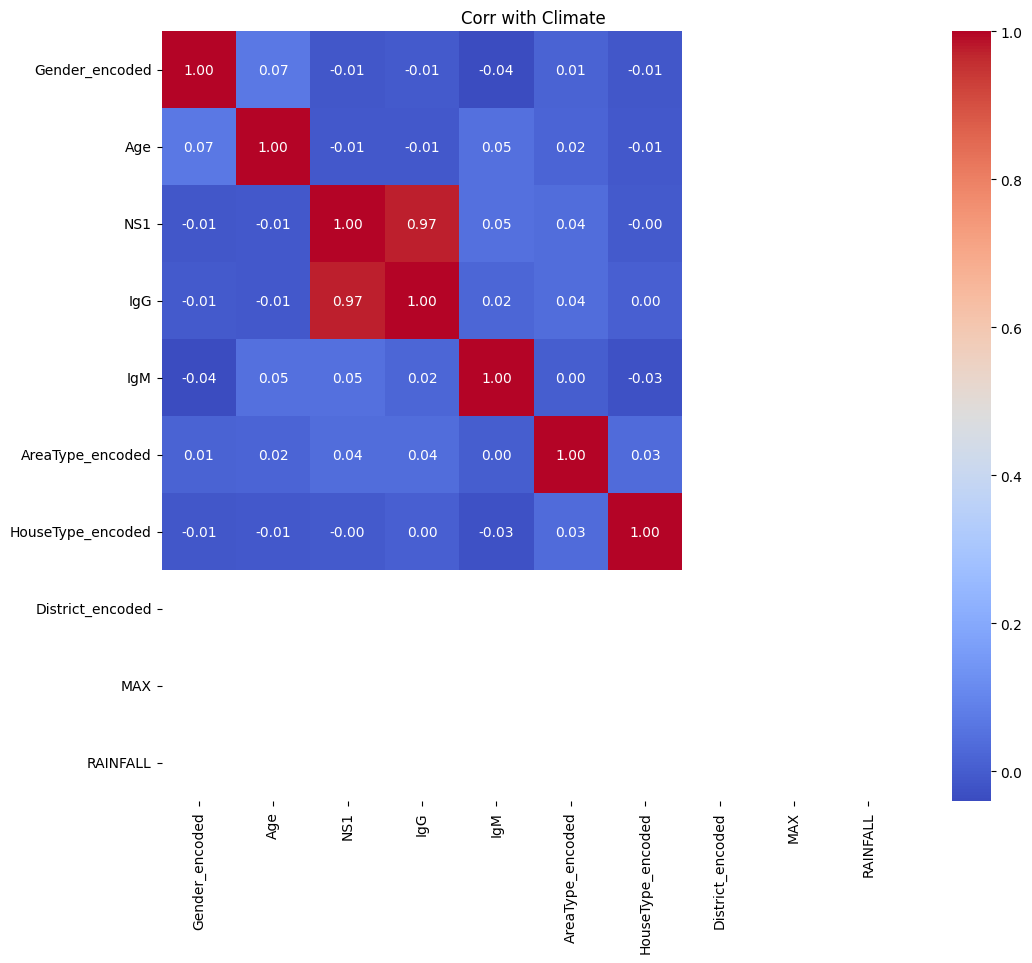 Corr with Climate
Gender_encoded 1.00 0.07 -0.01 -0.01 -0.04 0.01 -0.01
Age 0.07 1.00 -0.01 -0.01 0.05 0.02 -0.01
NS1 -0.01 -0.01 1.00 0.97 0.05 0.04 -0.00
IgG -0.01 -0.01 0.97 1.00 0.02 0.04 0.00
IgM -0.04 0.05 0.05 0.02 1.00 0.00 -0.03
AreaType_encoded 0.01 0.02 0.04 0.04 0.00 1.00 0.03
HouseType_encoded -0.01 -0.01 -0.00 0.00 -0.03 0.03 1.00
District_encoded
MAX
RAINFALL
Gender_encoded
Age
NS1
IgG
IgM
AreaType_encoded
HouseType_encoded
District_encoded
MAX
RAINFALL
1.0
0.8
0.6
0.4
0.2
0.0